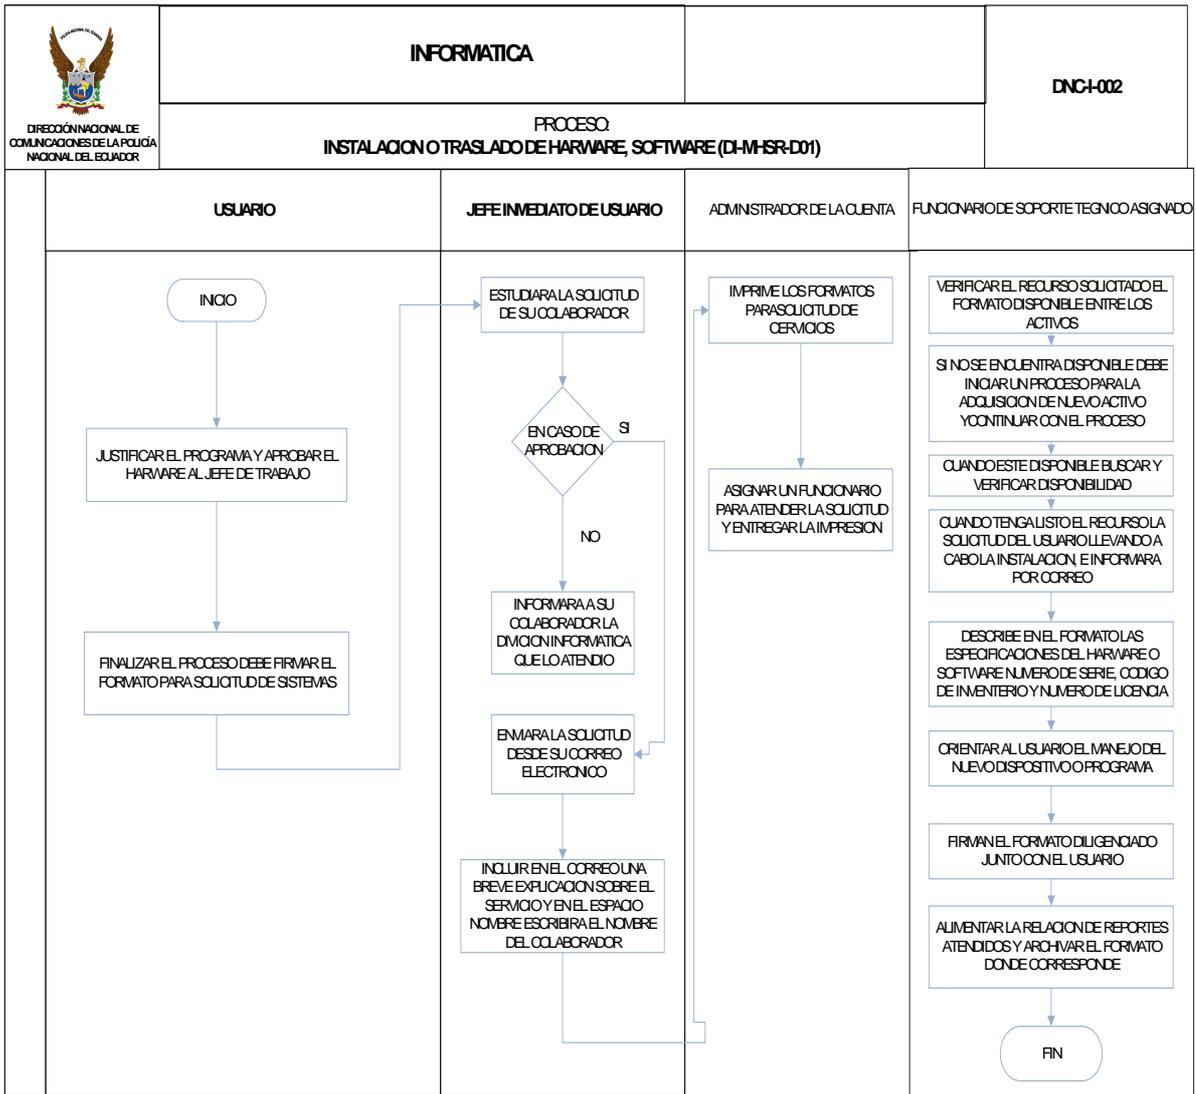 POLICIA NACIONAL DEL ECUADOR
DIRECCIÓN NACIONAL DE
COMUNICACIONES DE LA POLICÍA
NACIONAL DEL ECUADOR
INFORMATICA
DNC-I-002
PROCESO:
INSTALACION O TRASLADO DE HARWARE, SOFTWARE (DI-MHSR-D01)
USUARIO
JEFE INMEDIATO DE USUARIO
ADMINISTRADOR DE LA CUENTA
FUNCIONARIO DE SOPORTE TEGNICO ASIGNADO
INICIO
JUSTIFICAR EL PROGRAMA Y APROBAR EL
HARWARE AL JEFE DE TRABAJO
FINALIZAR EL PROCESO DEBE FIRMAR EL
FORMATO PARA SOLICITUD DE SISTEMAS
ESTUDIARA LA SOLICITUD
DE SU COLABORADOR
EN CASO DE
APROBACION
SI
NO
INFORMARA A SU
COLABORADOR LA
DIVICION INFORMATICA
QUE LO ATENDIO
ENVIARA LA SOLICITUD
DESDE SU CORREO
ELECTRONICO
INCLUIR EN EL CORREO UNA
BREVE EXPLICACION SOBRE EL
SERVICIO Y EN EL ESPACIO
NOMBRE ESCRIBIRA EL NOMBRE
DEL COLABORADOR
IMPRIME LOS FORMATOS
PARA SOLICITUD DE
CERVICIOS
ASIGNAR UN FUNCIONARIO
PARA ATENDER LA SOLICITUD
Y ENTREGAR LA IMPRESION
VERIFICAR EL RECURSO SOLICITADO EL
FORMATO DISPONIBLE ENTRE LOS
ACTIVOS
SI NO SE ENCUENTRA DISPONIBLE DEBE
INICIAR UN PROCESO PARA LA
ADQUISICION DE NUEVO ACTIVO
YCONTINUAR CON EL PROCESO
CUANDO ESTE DISPONIBLE BUSCAR Y
VERIFICAR DISPONIBILIDAD
CUANDO TENGA LISTO EL RECURSO LA
SOLICITUD DEL USUARIO LLEVANDO A
CABO LA INSTALACION, E INFORMARA
POR CORREO
DESCRIBE EN EL FORMATO LAS
ESPECIFICACIONES DEL HARWARE O
SOFTWARE NUMERO DE SERIE, CODIGO
DE INVENTERIO Y NUMERO DE LICENCIA
ORIENTAR AL USUARIO EL MANEJO DEL
NUEVO DISPOSITIVO O PROGRAMA
FIRMAN EL FORMATO DILIGENCIADO
JUNTO CON EL USUARIO
ALIMENTAR LA RELACION DE REPORTES
ATENDIDOS Y ARCHIVAR EL FORMATO
DONDE CORRESPONDE
FIN